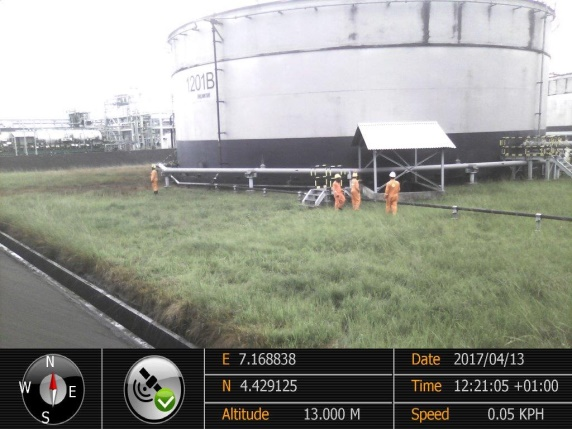 1201B
N
W E
S
E 7.168838
N 4.429125
Altitude 13.000 M
Date 2017/04/13
Time 12:21:05 +01:00
Speed 0.05 KPH